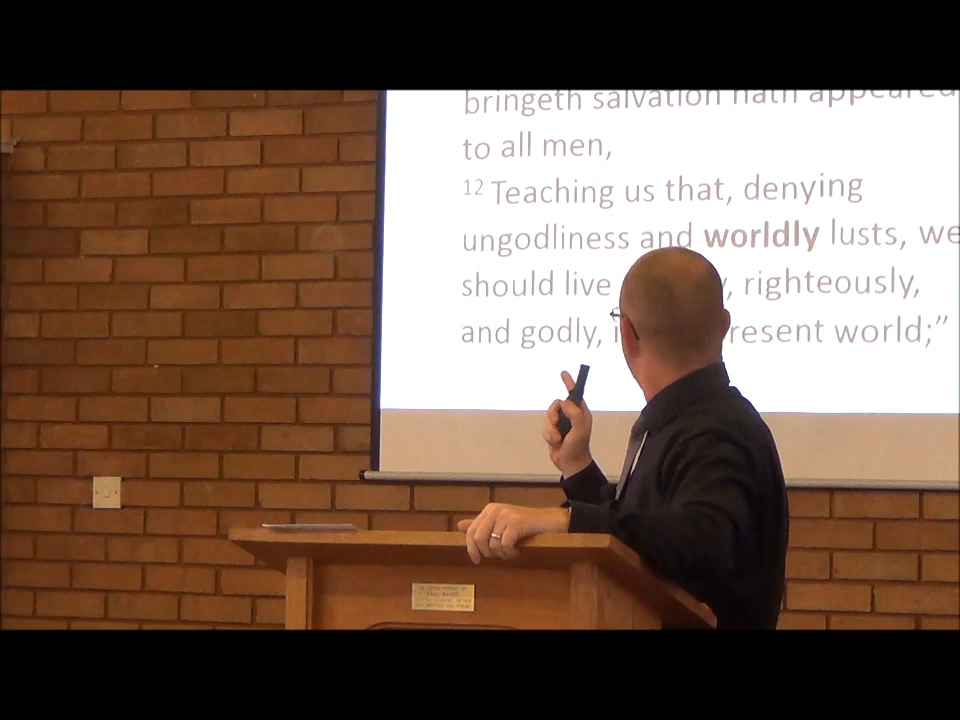 bringeth salvation hath appeared
to all men,
12 Teaching us that, denying
ungodliness and worldly lusts, we
should live righteously,
and godly, world;”